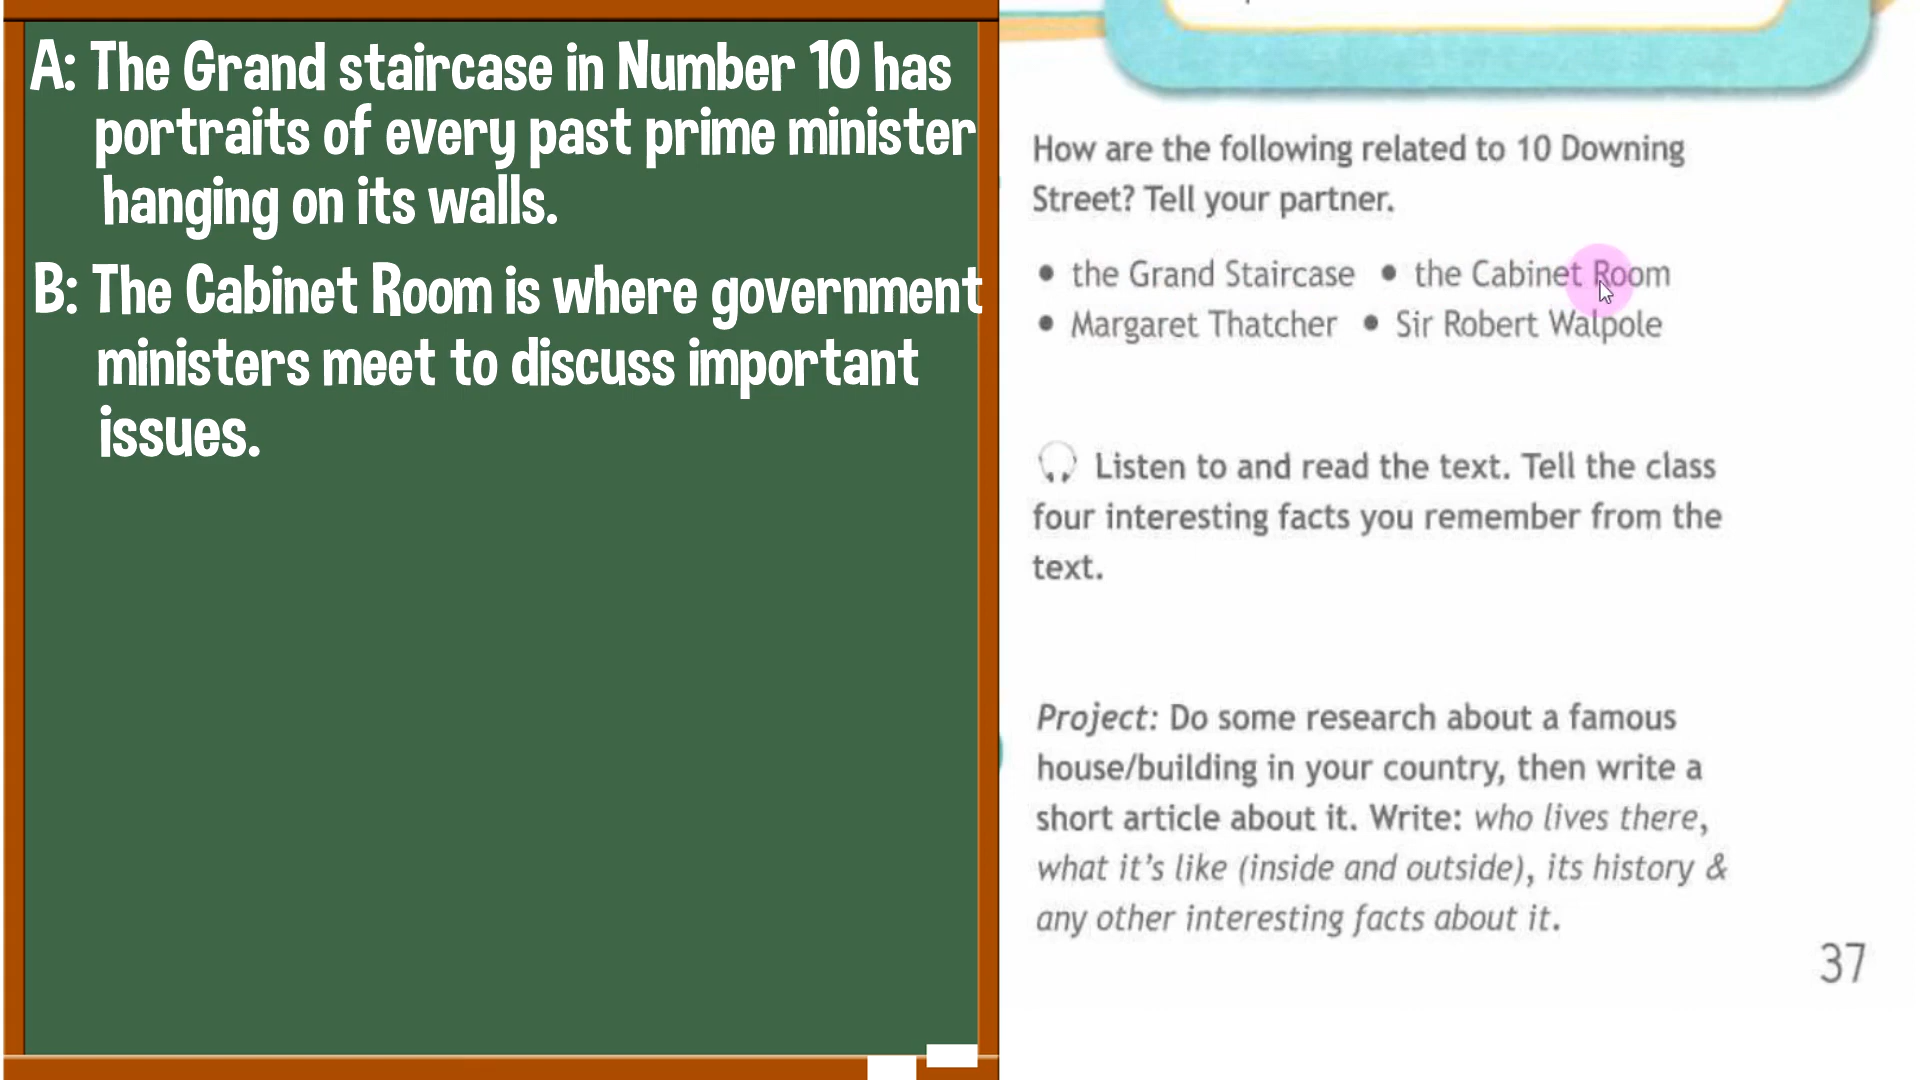 A: The Grand staircase in Number 10 has
portraits of every past prime minister
hanging on its walls.
B: The Cabinet Room is where government
ministers meet to discuss important
issues.
How are the following related to 10 Downing
Street? Tell your partner.
• the Grand Staircase • the Cabinet Room
• Margaret Thatcher • Sir Robert Walpole
Listen to and read the text. Tell the class
four interesting facts you remember from the
text.
Project: Do some research about a famous
house/building in your country, then write a
short article about it. Write: who lives there,
what it's like (inside and outside), its history &
any other interesting facts about it.
37